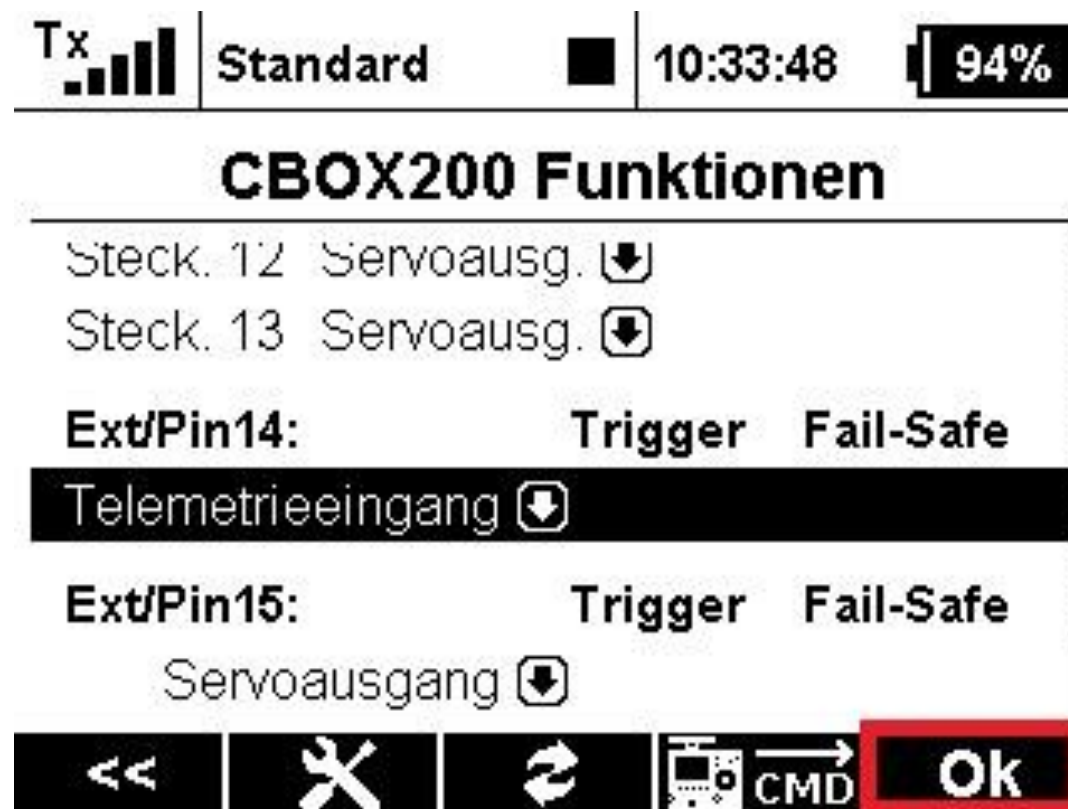 Tx Standard 10:33:48 94%
CBOX200 Funktionen
Steck. 12 Servoausg.
Steck. 13 Servoausg.
Ext/Pin14: Trigger Fail-Safe
Telemetrieeingang
Ext/Pin15: Trigger Fail-Safe
Servoausgang
<< CMD Ok